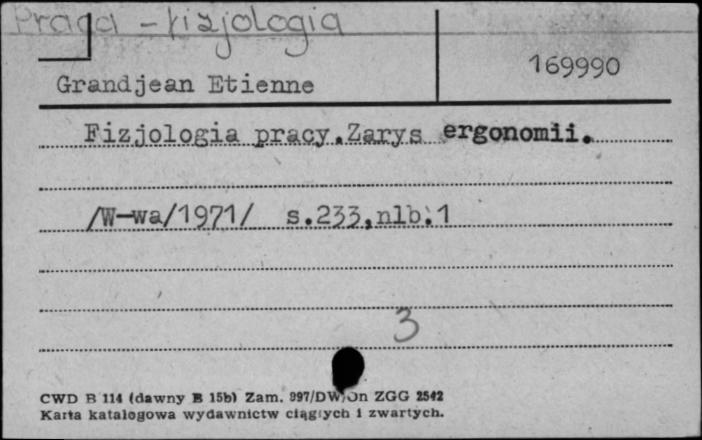 Praca - fizjologia
169990
Grandjean Etienne
Fizjologia pracy.Zarys ergonomii.
/W-wa/1971/ s.233,nlb.1
3
CWD B 114 (dawny B 15b) Zam. 997/DW/Dn ZGG 2542
Karta katalogowa wydawnictw ciągłych i zwartych.